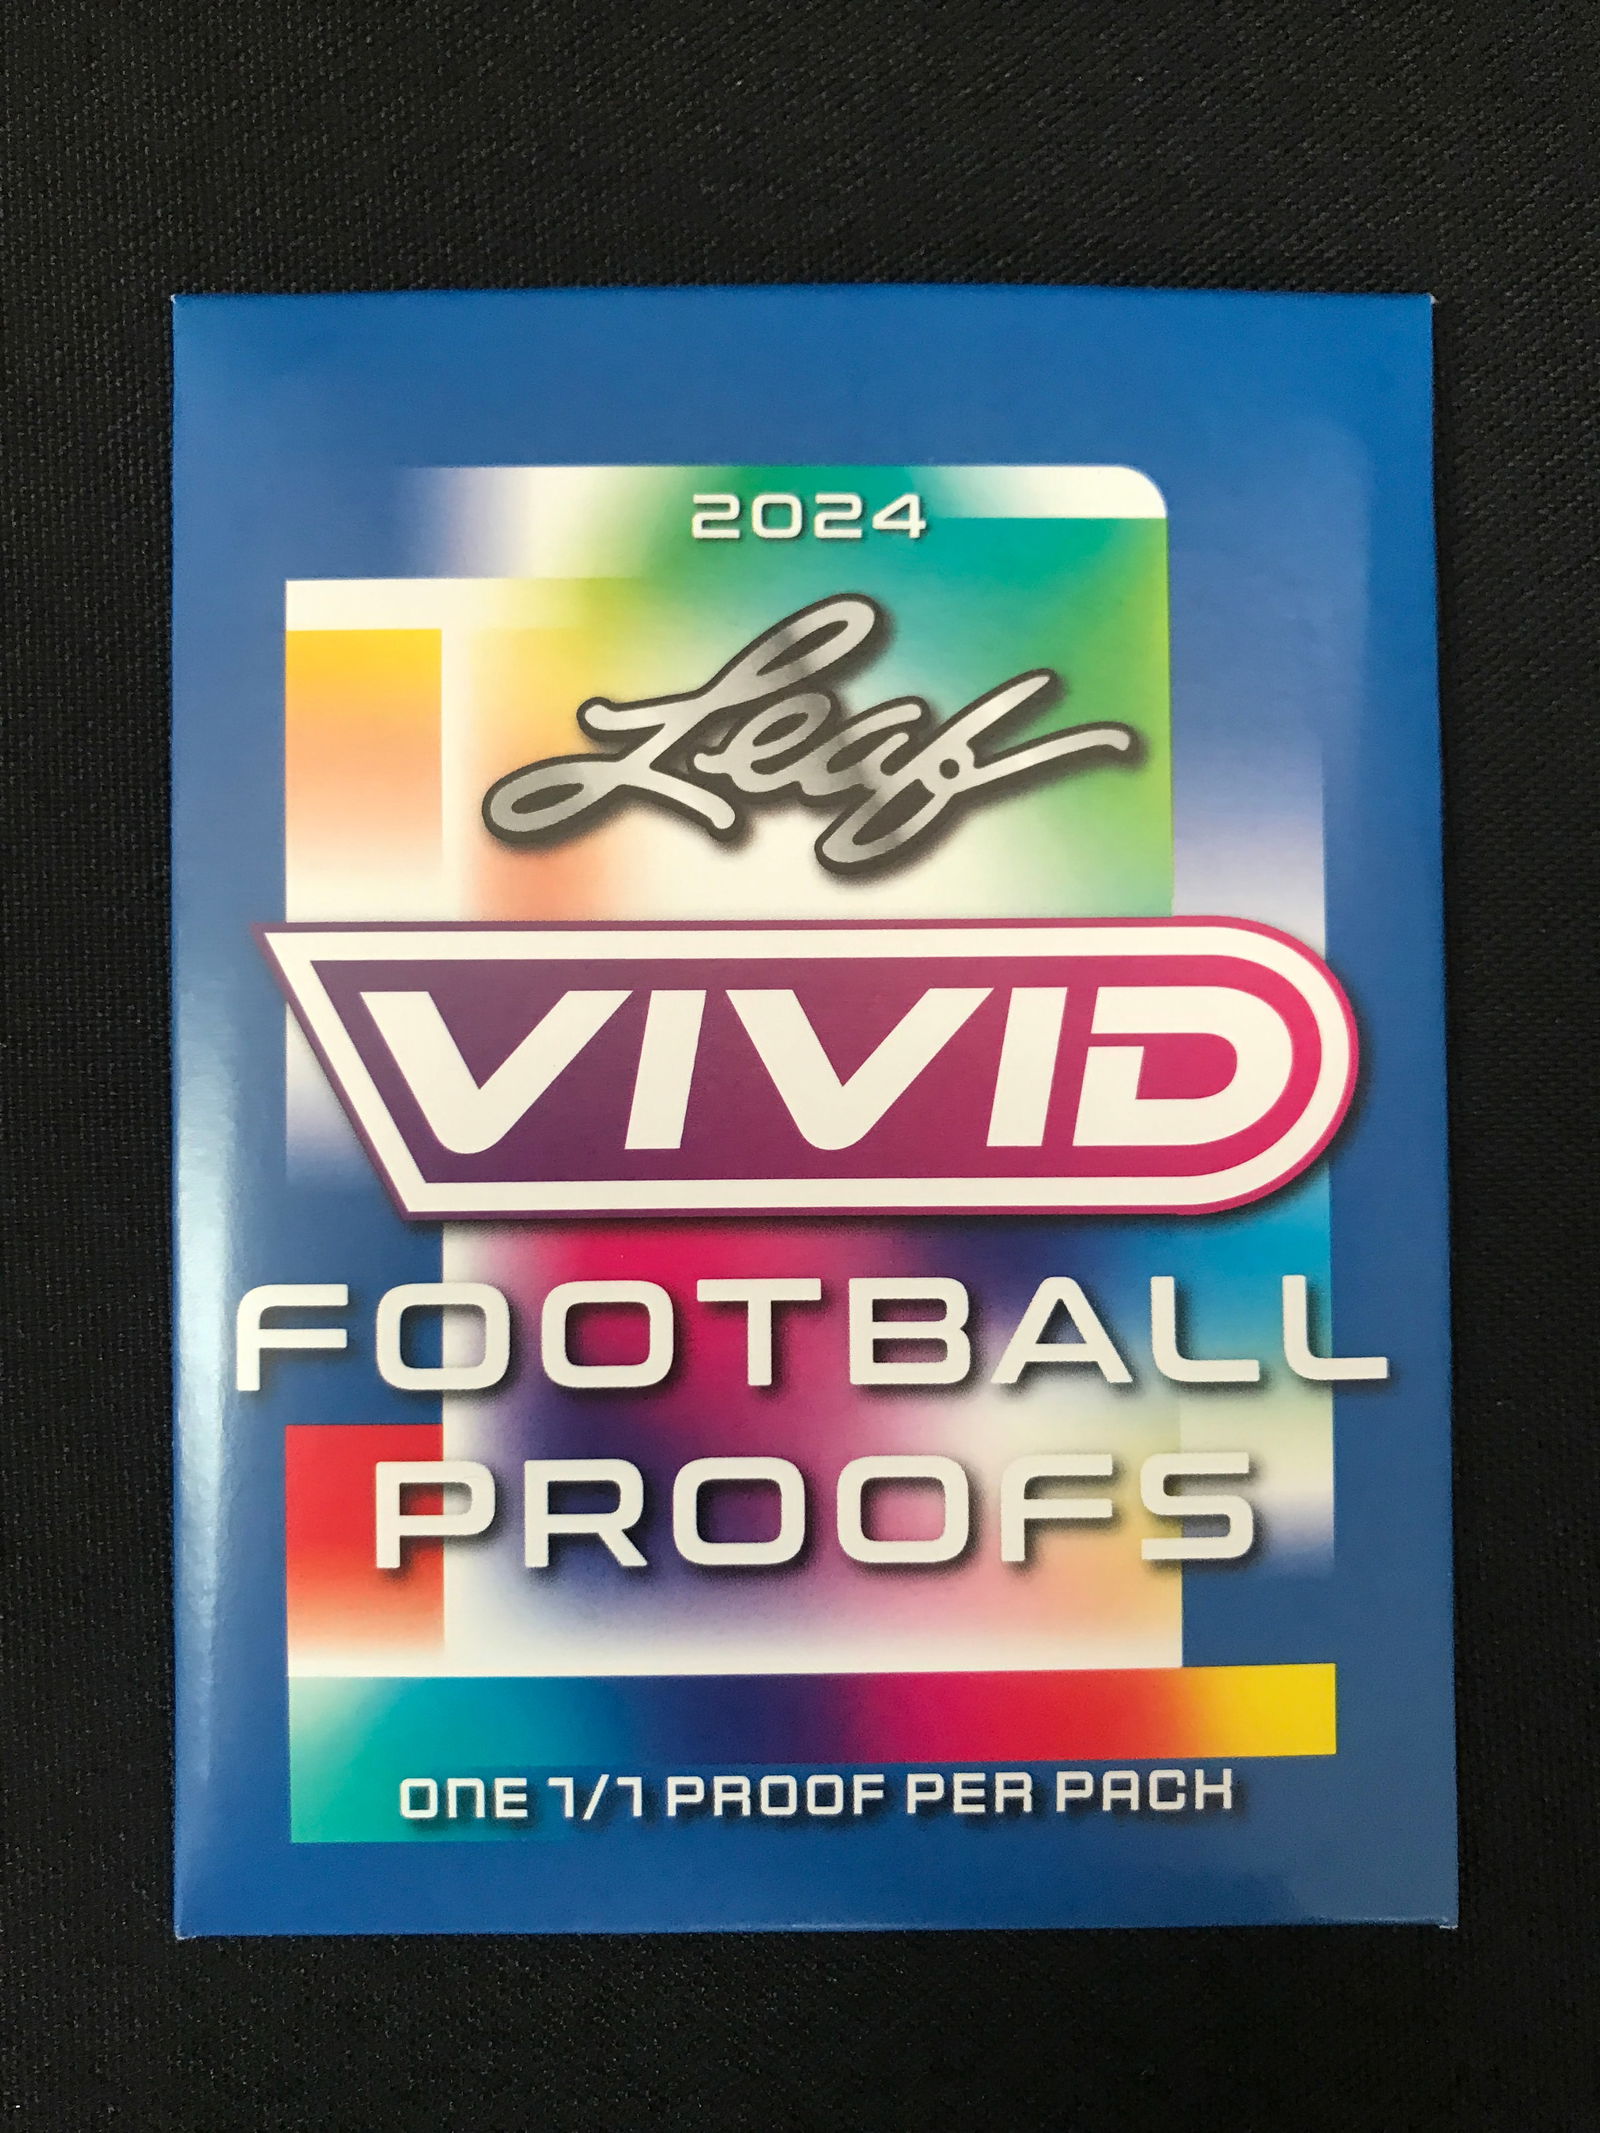 2024
Leaf
VIVID
FOOTBALL
PROOFS
ONE 1/1 PROOF PER PACK